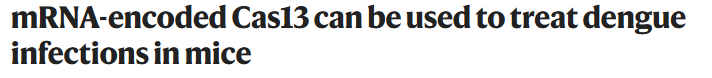 mRNA-encoded Cas13 can be used to treat dengue
infections in mice